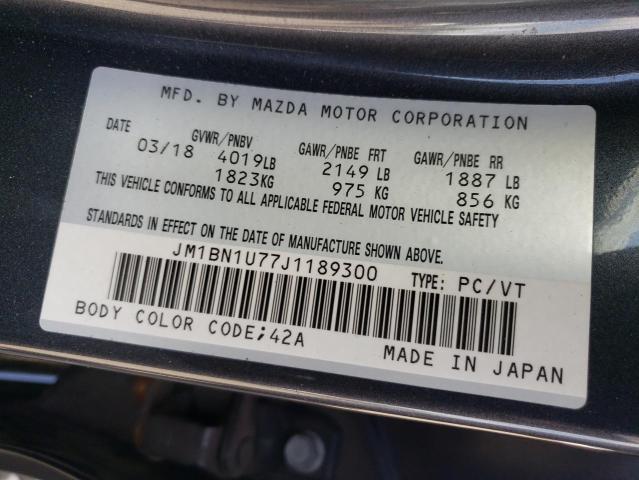 MFD. BY MAZDA MOTOR CORPORATION
DATE GVWR/PNBV GAWR/PNBE FRT GAWR/PNBE RR
03/18 4019LB 2149 LB 1887 LB
1823KG 975 KG 856 KG
THIS VEHICLE CONFORMS TO ALL APPLICABLE FEDERAL MOTOR VEHICLE SAFETY
STANDARDS IN EFFECT ON THE DATE OF MANUFACTURE SHOWN ABOVE.
JM1BN1U77J1189300 TYPE: PC/VT
BODY COLOR CODE;42A
MADE IN JAPAN